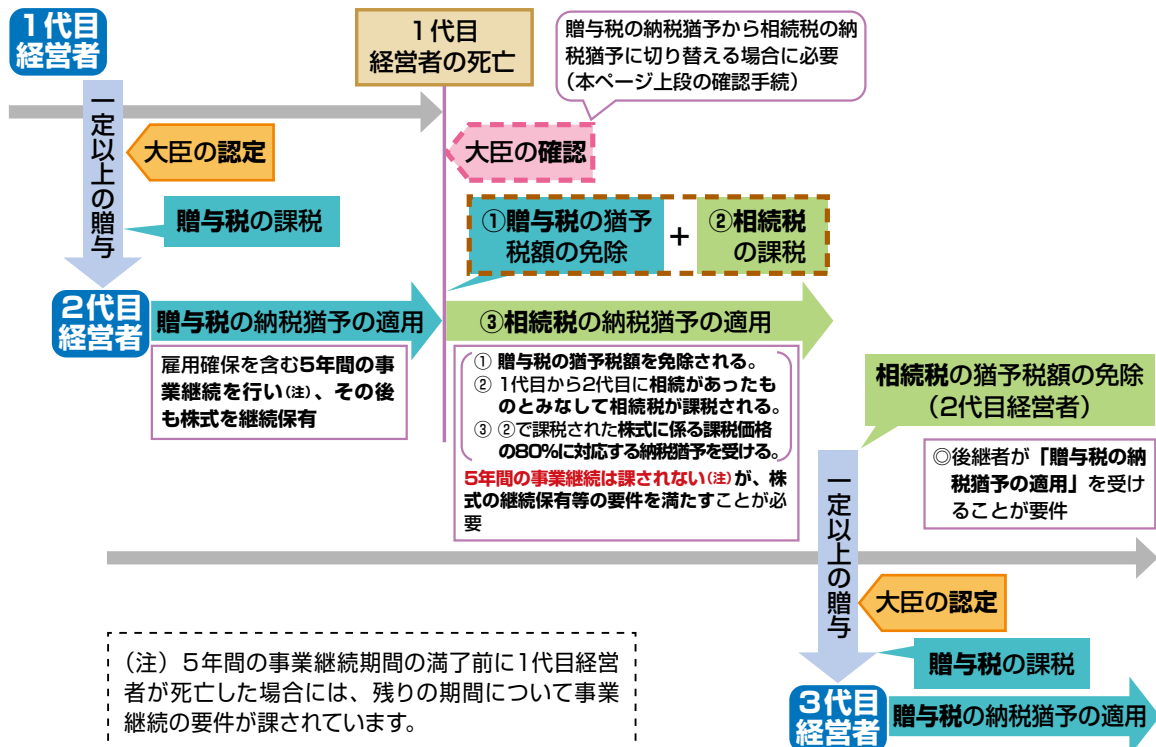 1代目
経営者
1代目
経営者の死亡
贈与税の納税猶予から相続税の納
税猶予に切り替える場合に必要
(本ページ上段の確認手続)
一定以上の贈与
大臣の認定
大臣の確認
贈与税の課税
①贈与税の猶予
税額の免除
+
②相続税
の課税
2代目
経営者
贈与税の納税猶予の適用
③相続税の納税猶予の適用
雇用確保を含む5年間の事
業継続を行い(注)、その後
も株式を継続保有
① 贈与税の猶予税額を免除される。
② 1代目から2代目に相続があったも
のとみなして相続税が課税される。
③ ②で課税された株式に係る課税価格
の80%に対応する納税猶予を受ける。
5年間の事業継続は課されない(注)が、株
式の継続保有等の要件を満たすことが必
要
相続税の猶予税額の免除
(2代目経営者)
◎後継者が「贈与税の納
税猶予の適用」を受け
ることが要件
一定以上の贈与
大臣の認定
贈与税の課税
3代目
経営者
贈与税の納税猶予の適用
(注)5年間の事業継続期間の満了前に1代目経営
者が死亡した場合には、残りの期間について事業
継続の要件が課されています。